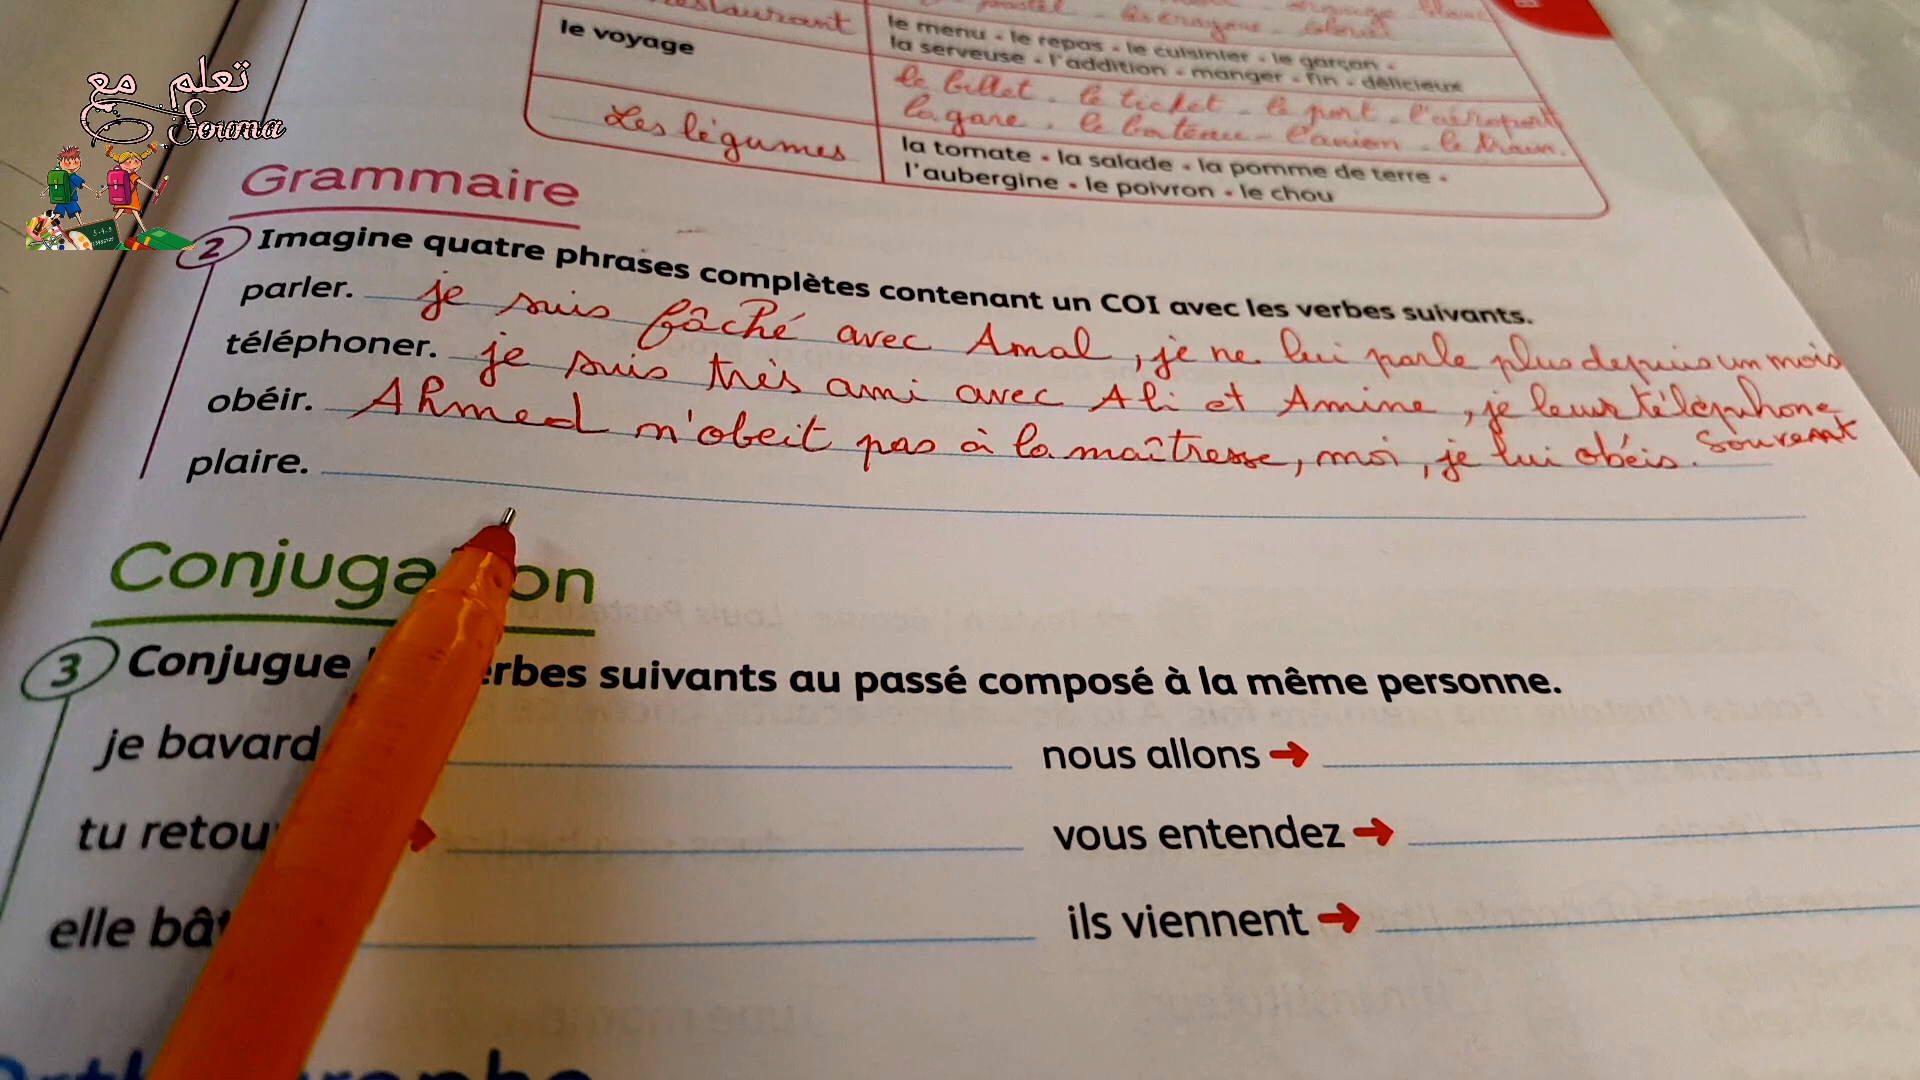 تعلم مع
Souma
restaurant
le menu • le repas • le cuisinier • le garçon •
la serveuse • l'addition • manger • fin • délicieux
le voyage
le billet - le ticket - le port - l'aéroport
la gare - le bateau - l'avion - le train.
Les légumes
la tomate • la salade • la pomme de terre •
l'aubergine • le poivron • le chou
Grammaire
2 Imagine quatre phrases complètes contenant un COI avec les verbes suivants.
parler. je suis fâché avec Amal, je ne lui parle plus depuis un mois
téléphoner. je suis très ami avec Ali et Amine, je leur téléphone
souvent
obéir. Ahmed n'obeit pas à la maîtresse, moi, je lui obéis.
plaire.
Conjuga on
3 Conjugue erbes suivants au passé composé à la même personne.
je bavard
nous allons ➜
tu retou ➜
vous entendez ➜
elle bât
ils viennent ➜